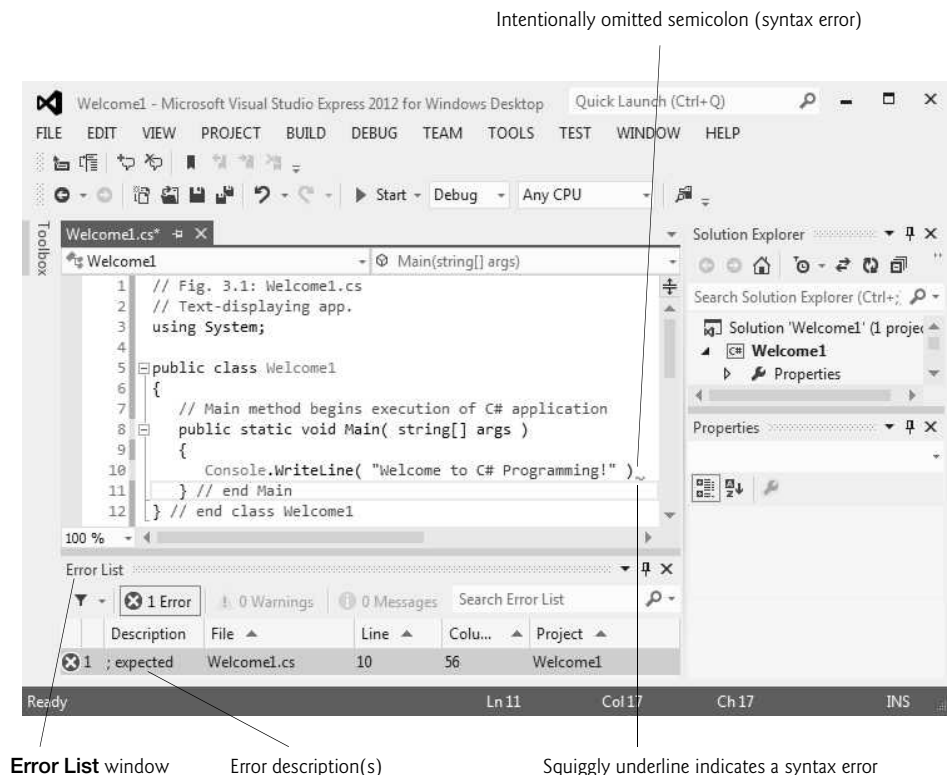 Intentionally omitted semicolon (syntax error)
Welcome1 - Microsoft Visual Studio Express 2012 for Windows Desktop
Quick Launch (Ctrl+Q)
FILE EDIT VIEW PROJECT BUILD DEBUG TEAM TOOLS TEST WINDOW HELP
Start Debug Any CPU
Toolbox
Welcome1.cs*
Welcome1 Main(string[] args)
1 // Fig. 3.1: Welcome1.cs
2 // Text-displaying app.
3 using System;
4
5 public class Welcome1
6 {
7 // Main method begins execution of C# application
8 public static void Main( string[] args )
9 {
10 Console.WriteLine( "Welcome to C# Programming!" )
11 } // end Main
12 } // end class Welcome1
100 %
Solution Explorer
Search Solution Explorer (Ctrl+;
Solution 'Welcome1' (1 projec
C# Welcome1
Properties
Properties
Error List
1 Error 0 Warnings 0 Messages Search Error List
Description File Line Colu... Project
1 ; expected Welcome1.cs 10 56 Welcome1
Ready Ln 11 Col 17 Ch 17 INS
Error List window Error description(s) Squiggly underline indicates a syntax error